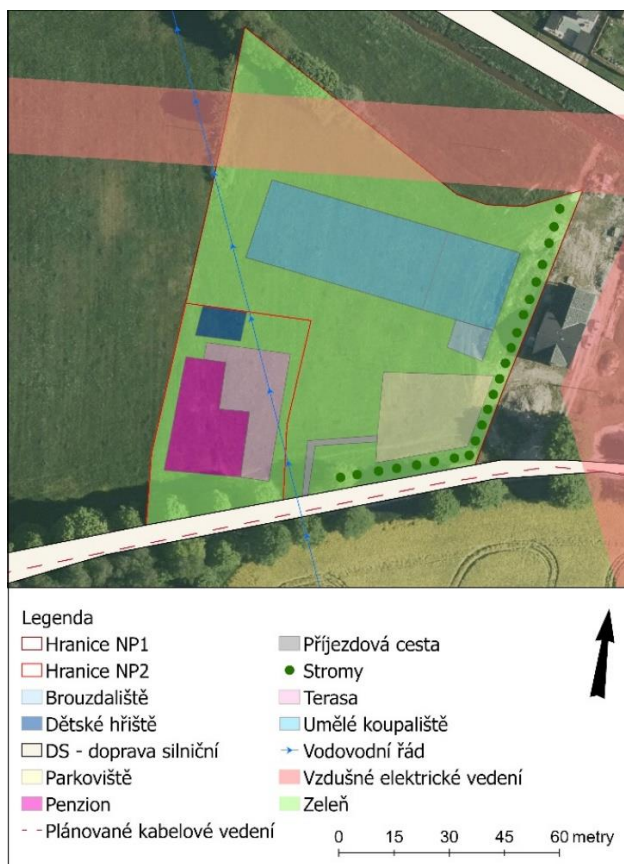 Legenda
Hranice NP1
Hranice NP2
Brouzdaliště
Dětské hřiště
DS - doprava silniční
Parkoviště
Penzion
Plánované kabelové vedení
Příjezdová cesta
Stromy
Terasa
Umělé koupaliště
Vodovodní řád
Vzdušné elektrické vedení
Zeleň
0 15 30 45 60 metry